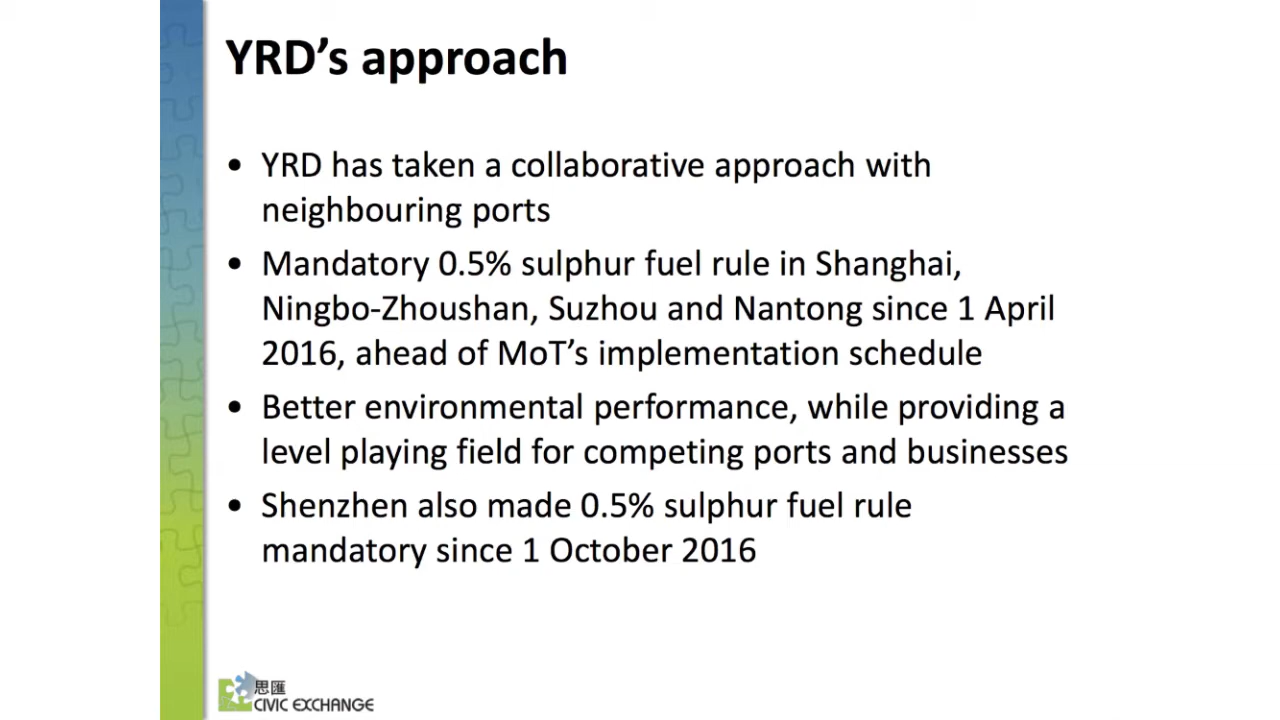 YRD’s approach
• YRD has taken a collaborative approach with
neighbouring ports
• Mandatory 0.5% sulphur fuel rule in Shanghai,
Ningbo-Zhoushan, Suzhou and Nantong since 1 April
2016, ahead of MoT’s implementation schedule
• Better environmental performance, while providing a
level playing field for competing ports and businesses
• Shenzhen also made 0.5% sulphur fuel rule
mandatory since 1 October 2016
思匯
CIVIC EXCHANGE